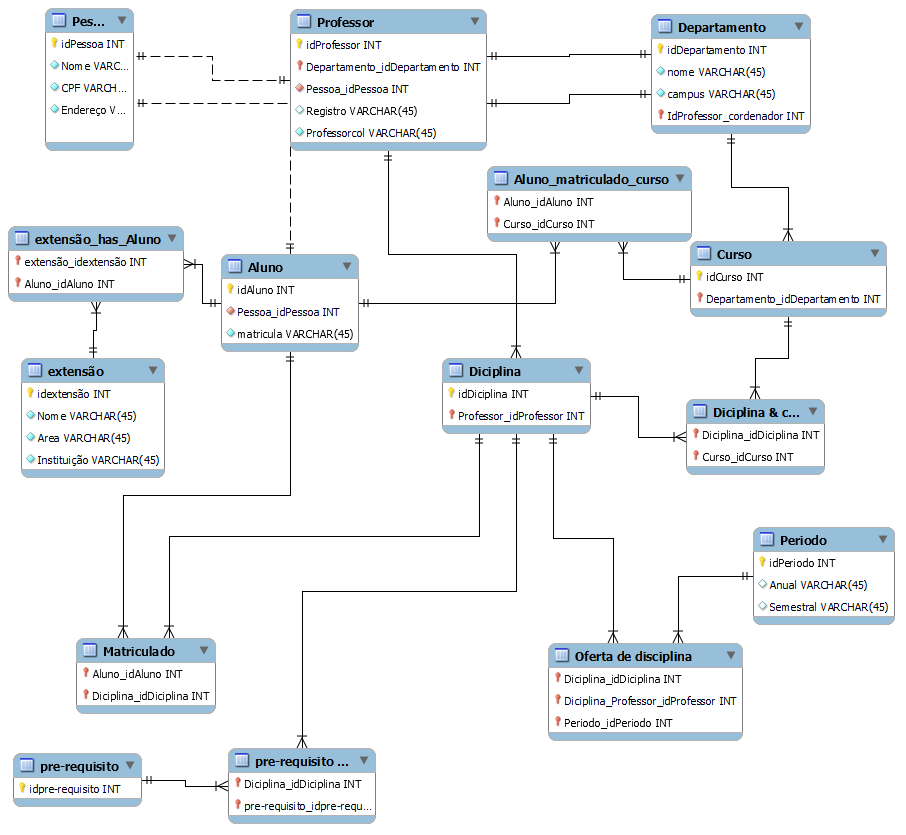 Pes...
idPessoa INT
Nome VARC...
CPF VARCH...
Endereço V...
Professor
idProfessor INT
Departamento_idDepartamento INT
Pessoa_idPessoa INT
Registro VARCHAR(45)
Professorcol VARCHAR(45)
Departamento
idDepartamento INT
nome VARCHAR(45)
campus VARCHAR(45)
IdProfessor_cordenador INT
Aluno_matriculado_curso
Aluno_idAluno INT
Curso_idCurso INT
extensão_has_Aluno
extensão_idextensão INT
Aluno_idAluno INT
Aluno
idAluno INT
Pessoa_idPessoa INT
matricula VARCHAR(45)
Curso
idCurso INT
Departamento_idDepartamento INT
extensão
idextensão INT
Nome VARCHAR(45)
Area VARCHAR(45)
Instituição VARCHAR(45)
Diciplina
idDiciplina INT
Professor_idProfessor INT
Diciplina & c...
Diciplina_idDiciplina INT
Curso_idCurso INT
Periodo
idPeriodo INT
Anual VARCHAR(45)
Semestral VARCHAR(45)
Matriculado
Aluno_idAluno INT
Diciplina_idDiciplina INT
Oferta de disciplina
Diciplina_idDiciplina INT
Diciplina_Professor_idProfessor INT
Periodo_idPeriodo INT
pre-requisito
idpre-requisito INT
pre-requisito ...
Diciplina_idDiciplina INT
pre-requisito_idpre-requ...